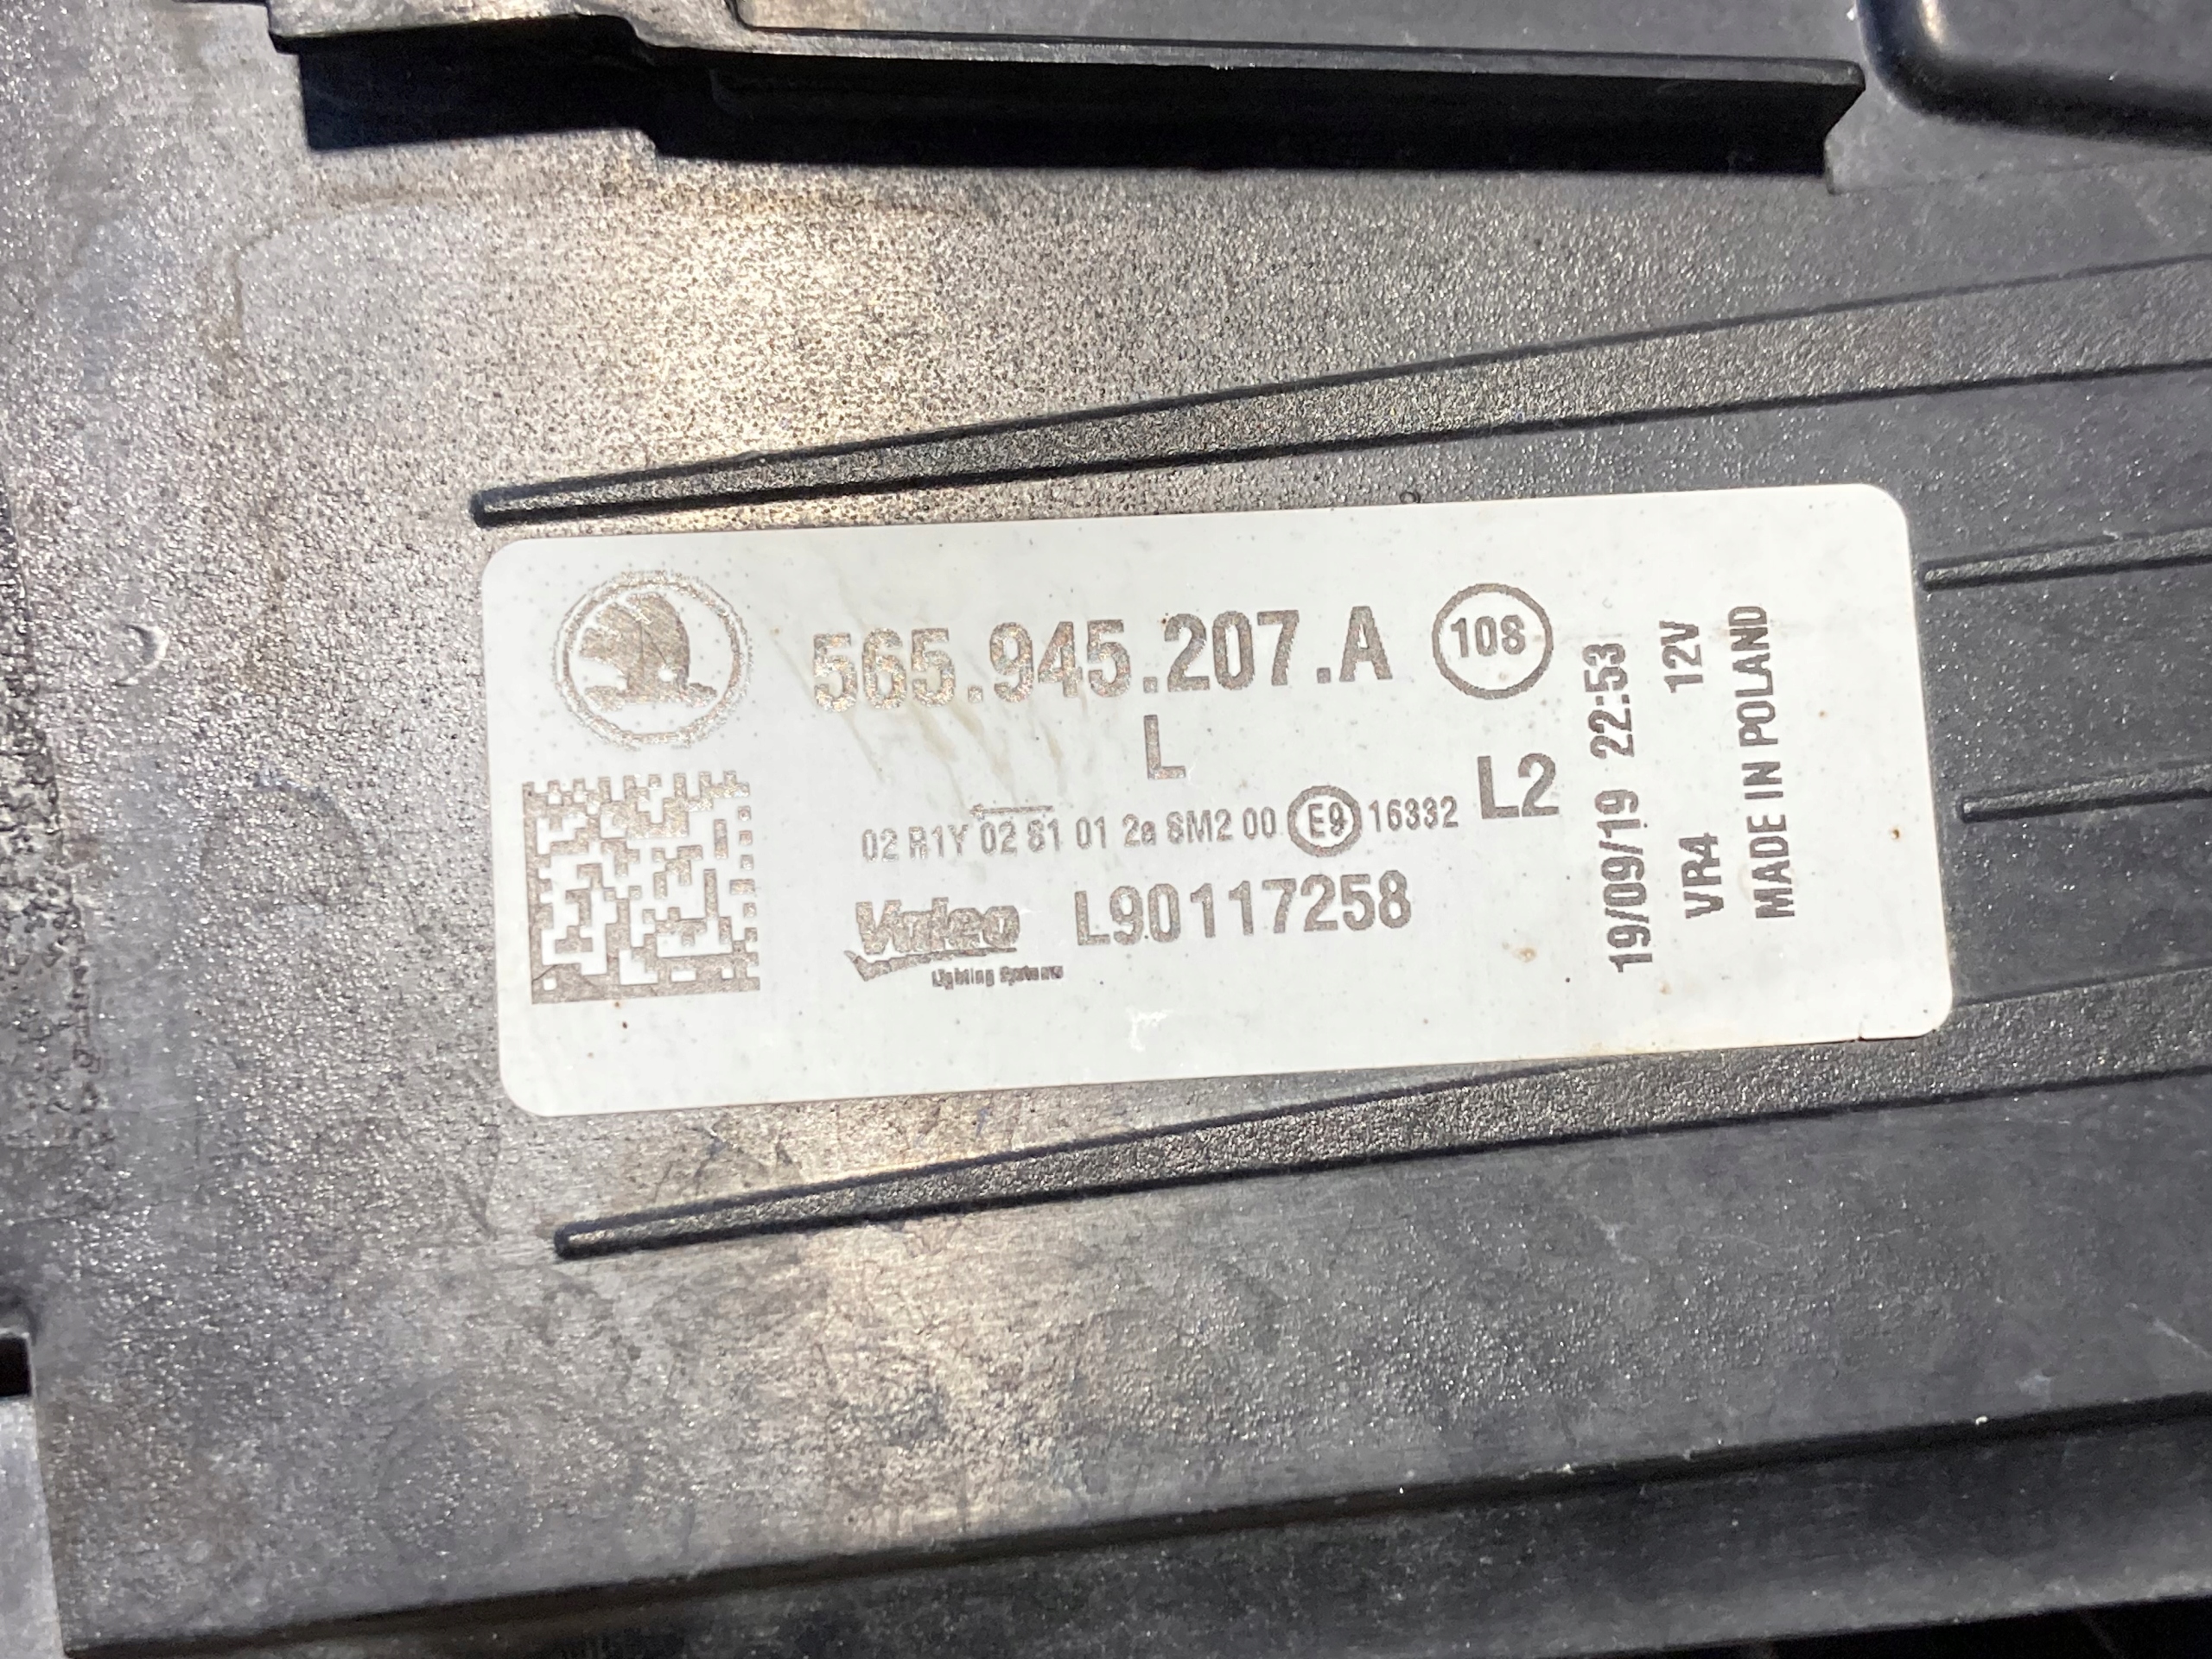 565.945.207.A 108
L
02 R1Y 02 S1 01 2a SM2 00 E9 16332 L2
Valeo L90117258
Lighting Systems
19/09/19 22:53
VR4 12V
MADE IN POLAND